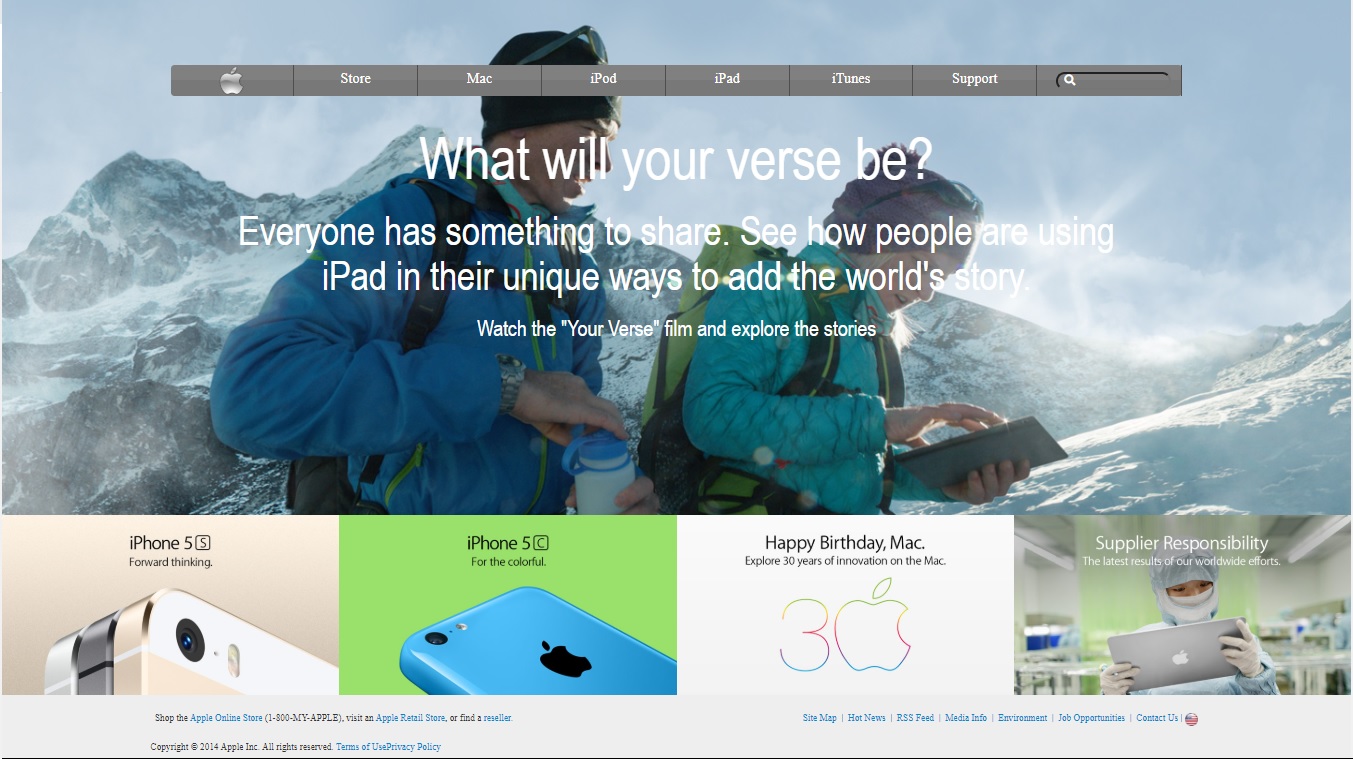 Store Mac iPod iPad iTunes Support
What will your verse be?
Everyone has something to share. See how people are using
iPad in their unique ways to add the world's story.
Watch the "Your Verse" film and explore the stories
iPhone 5 S
Forward thinking.
iPhone 5 C
For the colorful.
Happy Birthday, Mac.
Explore 30 years of innovation on the Mac.
30
Supplier Responsibility
The latest results of our worldwide efforts.
Shop the Apple Online Store (1-800-MY-APPLE), visit an Apple Retail Store, or find a reseller.
Site Map | Hot News | RSS Feed | Media Info | Environment | Job Opportunities | Contact Us |
Copyright © 2014 Apple Inc. All rights reserved. Terms of UsePrivacy Policy